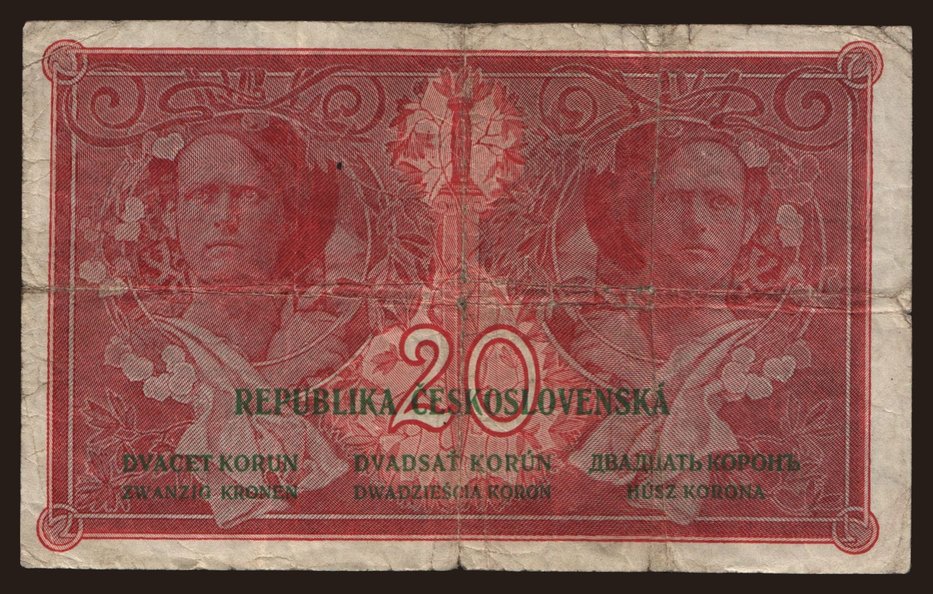 20
REPUBLIKA ČESKOSLOVENSKÁ
DVACET KORUN DVADSAŤ KORÚN ДВАДЦАТЬ КОРОНЪ
ZWANZIG KRONEN DWADZIEŚCIA KORON HÚSZ KORONA